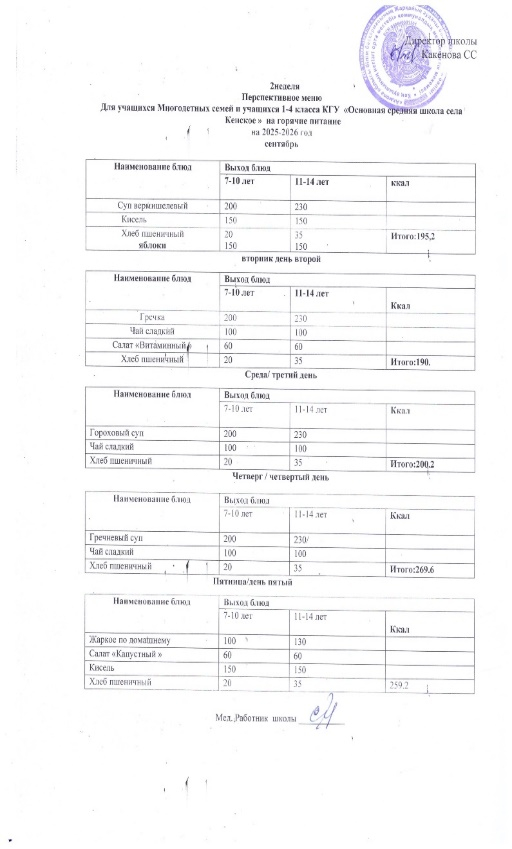 Директор школы
Какенова СС
2неделя
Перспективное меню
Для учащихся Многодетных семей и учащихся 1-4 класса КГУ «Основная средняя школа села
Кенское » на горячие питание
на 2025-2026 год
сентябрь
Наименование блюд Выход блюд
7-10 лет 11-14 лет ккал
Суп вермишелевый 200 230
Кисель 150 150
Хлеб пшеничный 20 35 Итого:195,2
яблоки 150 150
вторник день второй
Наименование блюд Выход блюд
7-10 лет 11-14 лет Ккал
Гречка 200 230
Чай сладкий 100 100
Салат «Витаминный» 60 60
Хлеб пшеничный 20 35 Итого:190.
Среда/ третий день
Наименование блюд Выход блюд
7-10 лет 11-14 лет Ккал
Гороховый суп 200 230
Чай сладкий 100 100
Хлеб пшеничный 20 35 Итого:200.2
Четверг / четвертый день
Наименование блюд Выход блюд
7-10 лет 11-14 лет Ккал
Гречневый суп 200 230/
Чай сладкий 100 100
Хлеб пшеничный 20 35 Итого:269.6
Пятница/день пятый
Наименование блюд Выход блюд
7-10 лет 11-14 лет Ккал
Жаркое по домашнему 100 130
Салат «Капустный » 60 60
Кисель 150 150
Хлеб пшеничный 20 35 259,2
Мед. Работник школы